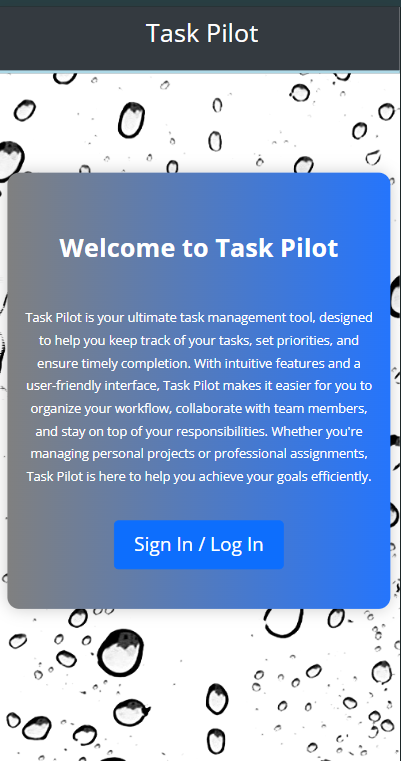 Task Pilot
Welcome to Task Pilot
Task Pilot is your ultimate task management tool, designed
to help you keep track of your tasks, set priorities, and
ensure timely completion. With intuitive features and a
user-friendly interface, Task Pilot makes it easier for you to
organize your workflow, collaborate with team members,
and stay on top of your responsibilities. Whether you're
managing personal projects or professional assignments,
Task Pilot is here to help you achieve your goals efficiently.
Sign In / Log In